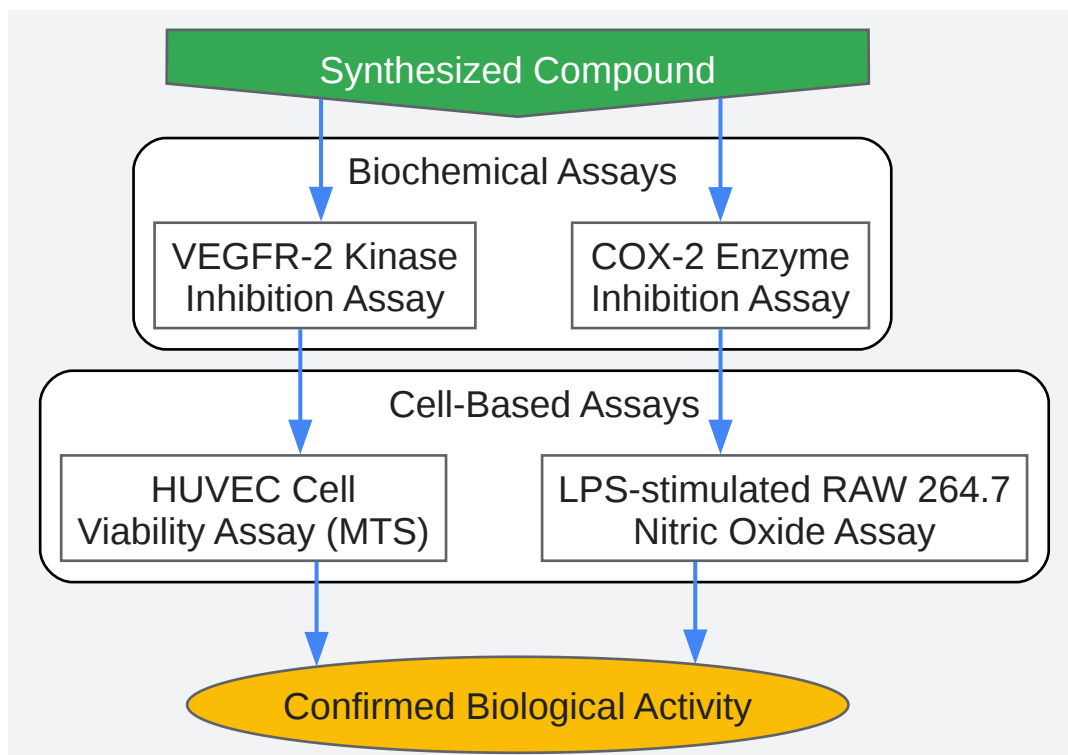 Synthesized Compound
Biochemical Assays
VEGFR-2 Kinase
Inhibition Assay
COX-2 Enzyme
Inhibition Assay
Cell-Based Assays
HUVEC Cell
Viability Assay (MTS)
LPS-stimulated RAW 264.7
Nitric Oxide Assay
Confirmed Biological Activity